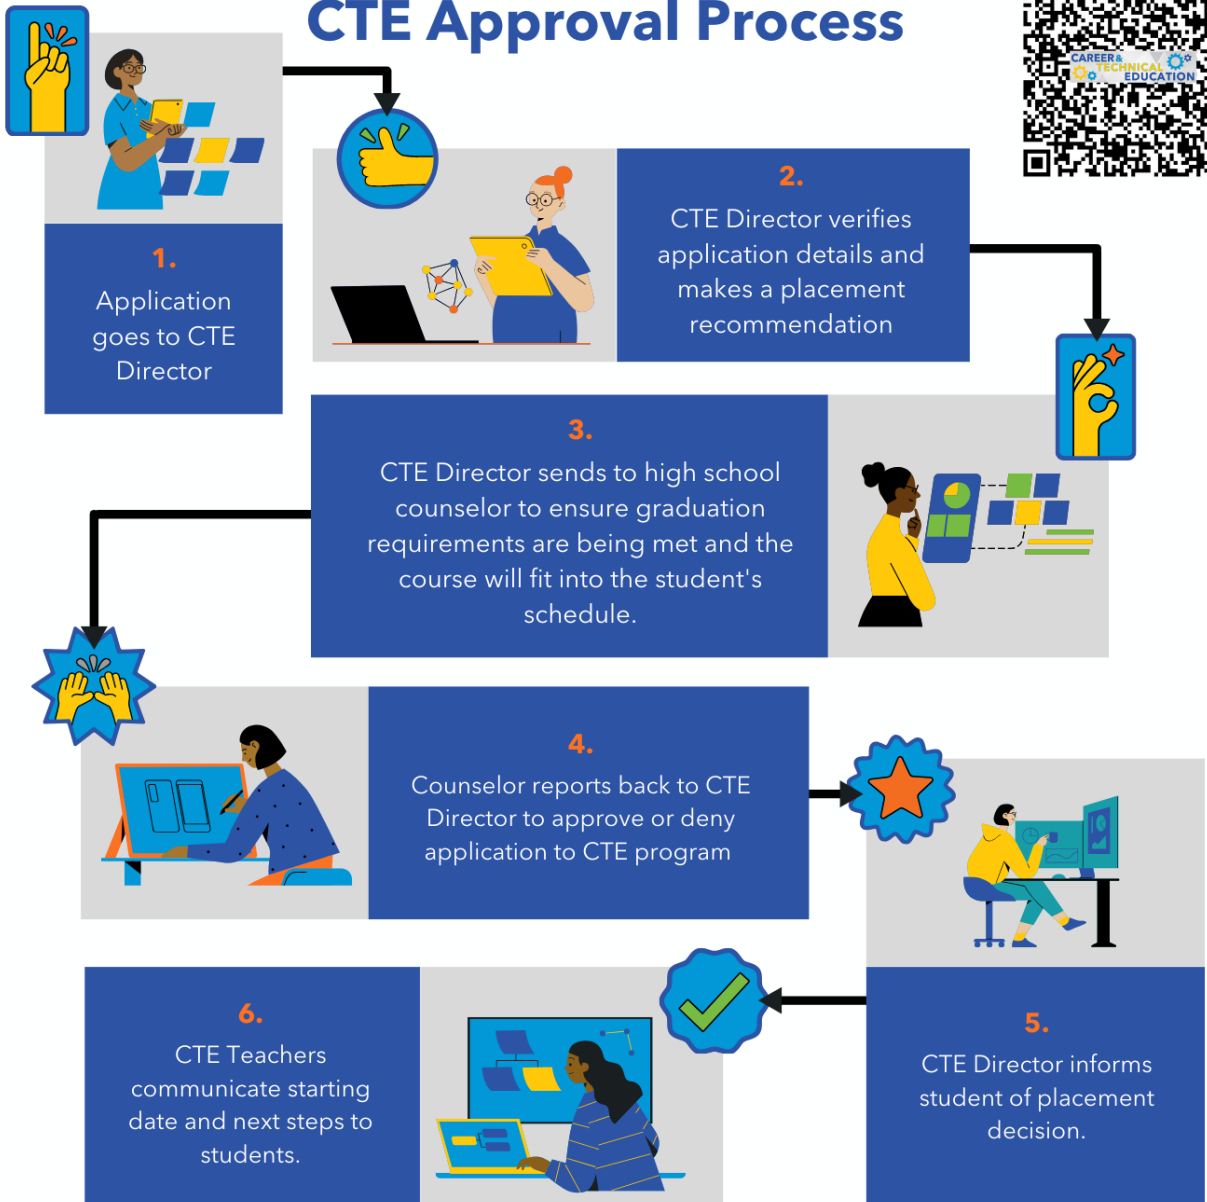 CTE Approval Process
CAREER &
TECHNICAL
EDUCATION
1.
Application
goes to CTE
Director
2.
CTE Director verifies
application details and
makes a placement
recommendation
3.
CTE Director sends to high school
counselor to ensure graduation
requirements are being met and the
course will fit into the student's
schedule.
4.
Counselor reports back to CTE
Director to approve or deny
application to CTE program
5.
CTE Director informs
student of placement
decision.
6.
CTE Teachers
communicate starting
date and next steps to
students.